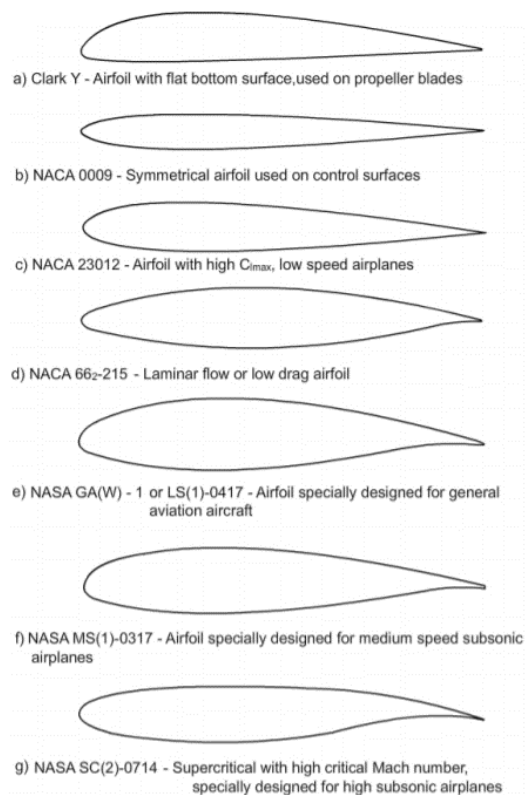 a) Clark Y - Airfoil with flat bottom surface,used on propeller blades
b) NACA 0009 - Symmetrical airfoil used on control surfaces
c) NACA 23012 - Airfoil with high Clmax, low speed airplanes
d) NACA 66₂-215 - Laminar flow or low drag airfoil
e) NASA GA(W) - 1 or LS(1)-0417 - Airfoil specially designed for general
aviation aircraft
f) NASA MS(1)-0317 - Airfoil specially designed for medium speed subsonic
airplanes
g) NASA SC(2)-0714 - Supercritical with high critical Mach number,
specially designed for high subsonic airplanes